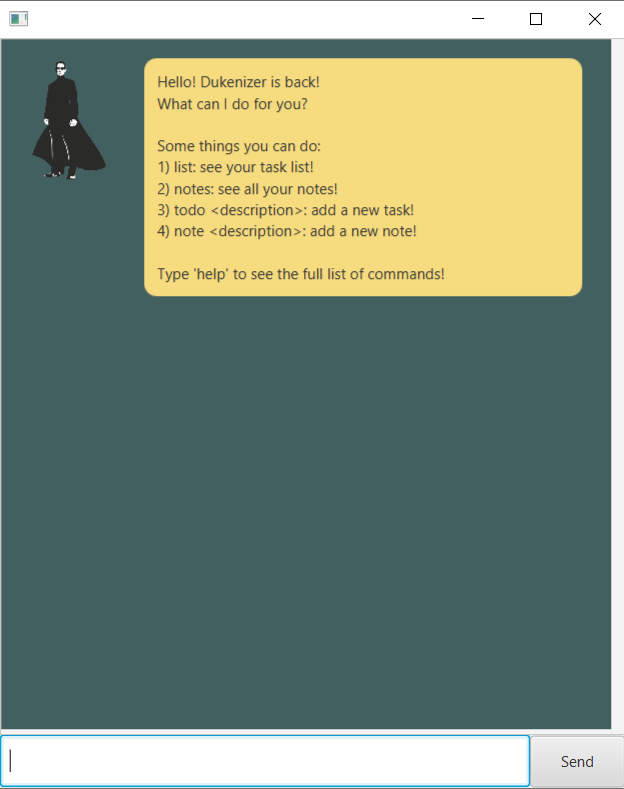 Hello! Dukenizer is back!
What can I do for you?
Some things you can do:
1) list: see your task list!
2) notes: see all your notes!
3) todo <description>: add a new task!
4) note <description>: add a new note!
Type 'help' to see the full list of commands!
Send